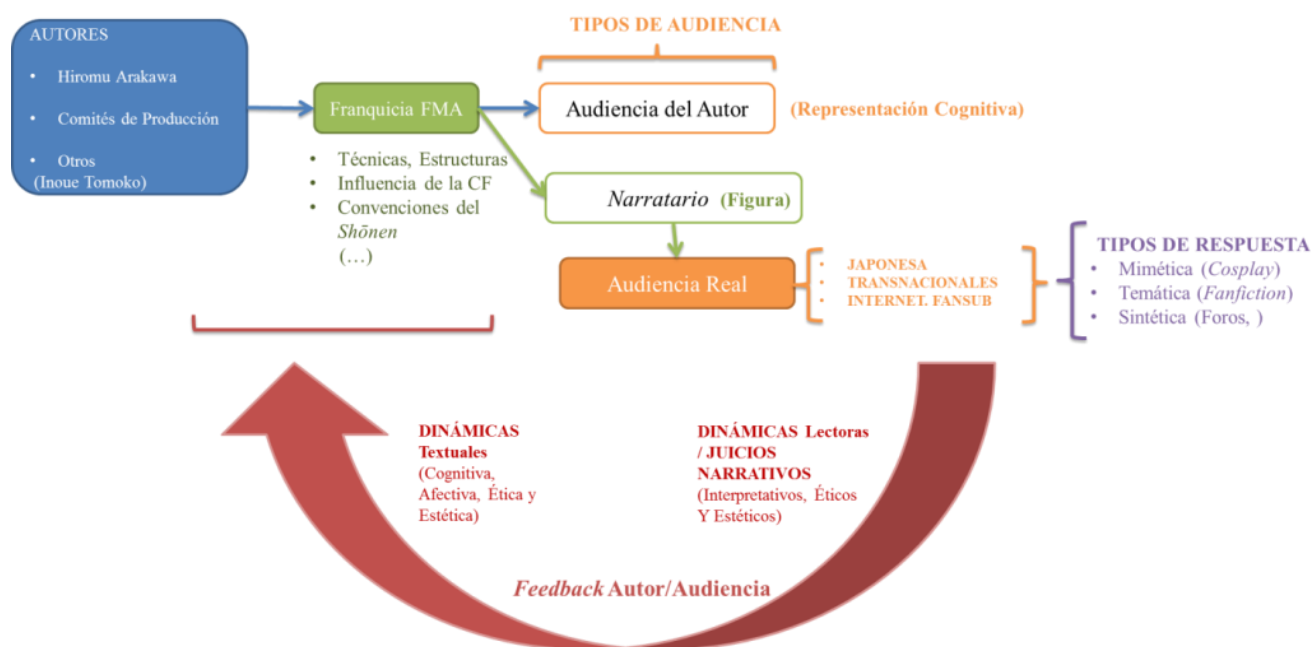 AUTORES
• Hiromu Arakawa
• Comités de Producción
• Otros
(Inoue Tomoko)
Franquicia FMA
• Técnicas, Estructuras
• Influencia de la CF
• Convenciones del
Shōnen
(...)
TIPOS DE AUDIENCIA
Audiencia del Autor
(Representación Cognitiva)
Narratario (Figura)
Audiencia Real
• JAPONESA
• TRANSNACIONALES
• INTERNET. FANSUB
TIPOS DE RESPUESTA
• Mimética (Cosplay)
• Temática (Fanfiction)
• Sintética (Foros, )
DINÁMICAS
Textuales
(Cognitiva,
Afectiva, Ética y
Estética)
DINÁMICAS Lectoras
/ JUICIOS
NARRATIVOS
(Interpretativos, Éticos
Y Estéticos)
Feedback Autor/Audiencia